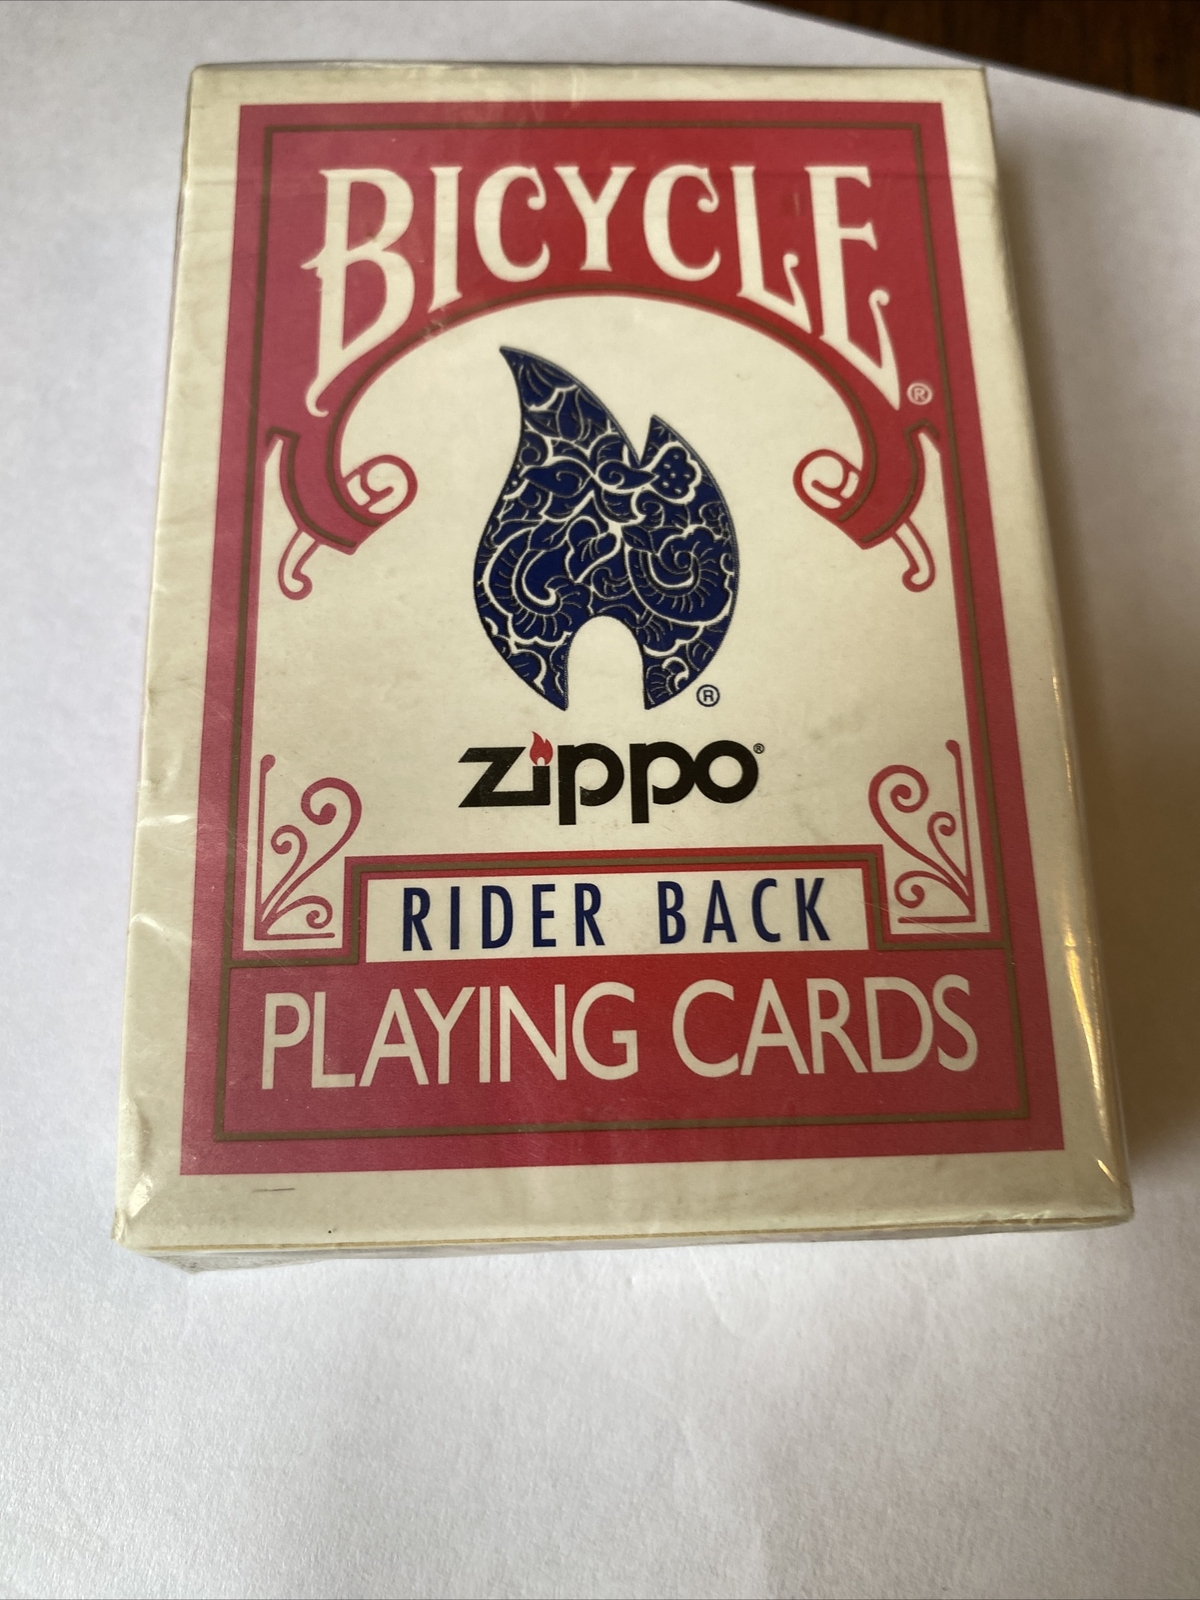 BICYCLE®
®
zippo®
RIDER BACK
PLAYING CARDS